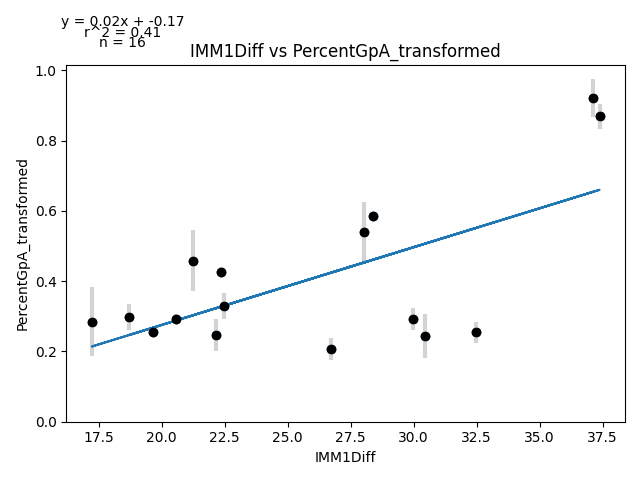 y = 0.02x + -0.17
r^2 = 0.41
n = 16
IMM1Diff vs PercentGpA_transformed
1.0
0.8
0.6
0.4
0.2
0.0
PercentGpA_transformed
17.5 20.0 22.5 25.0 27.5 30.0 32.5 35.0 37.5
IMM1Diff